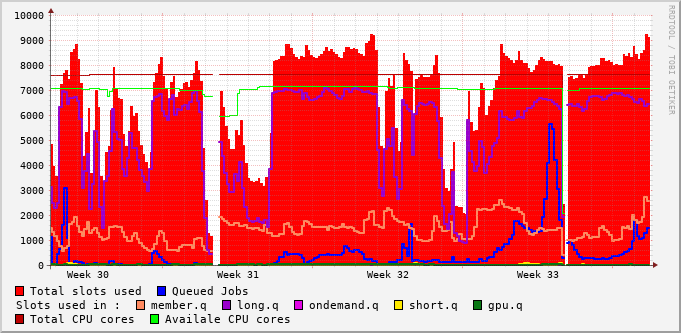 10000
9000
8000
7000
6000
5000
4000
3000
2000
1000
0
Week 30 Week 31 Week 32 Week 33
RRDTOOL / TOBI OETIKER
Total slots used Queued Jobs
Slots used in : member.q long.q ondemand.q short.q gpu.q
Total CPU cores Availale CPU cores